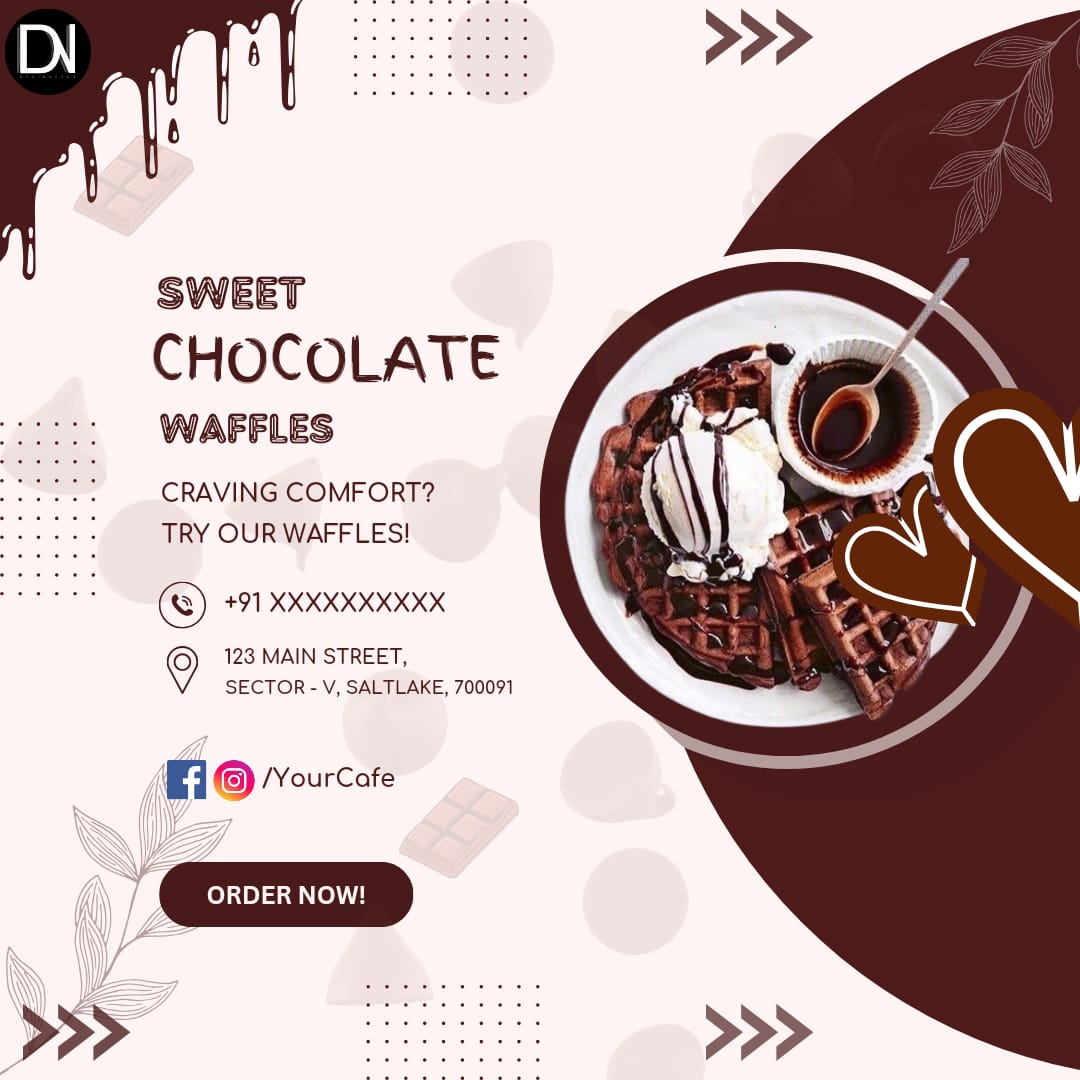 DN
SWEET
CHOCOLATE
WAFFLES
CRAVING COMFORT?
TRY OUR WAFFLES!
+91 XXXXXXXXXX
123 MAIN STREET,
SECTOR - V, SALTLAKE, 700091
/YourCafe
ORDER NOW!